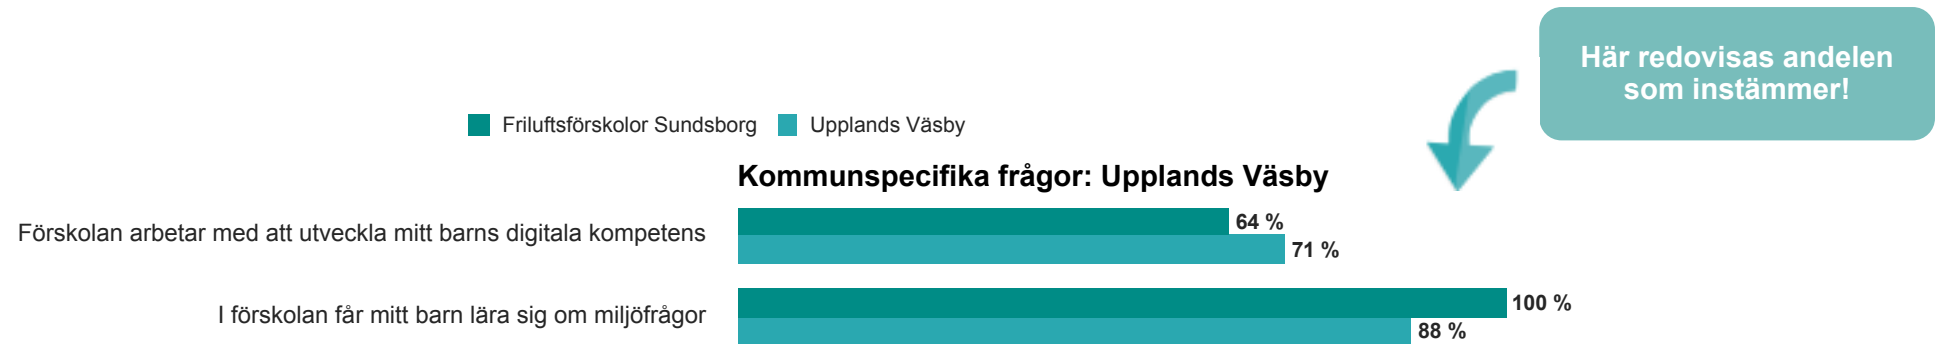 Här redovisas andelen
som instämmer!
Friluftsförskolor Sundsborg Upplands Väsby
Kommunspecifika frågor: Upplands Väsby
Förskolan arbetar med att utveckla mitt barns digitala kompetens
64 %
71 %
I förskolan får mitt barn lära sig om miljöfrågor
100 %
88 %